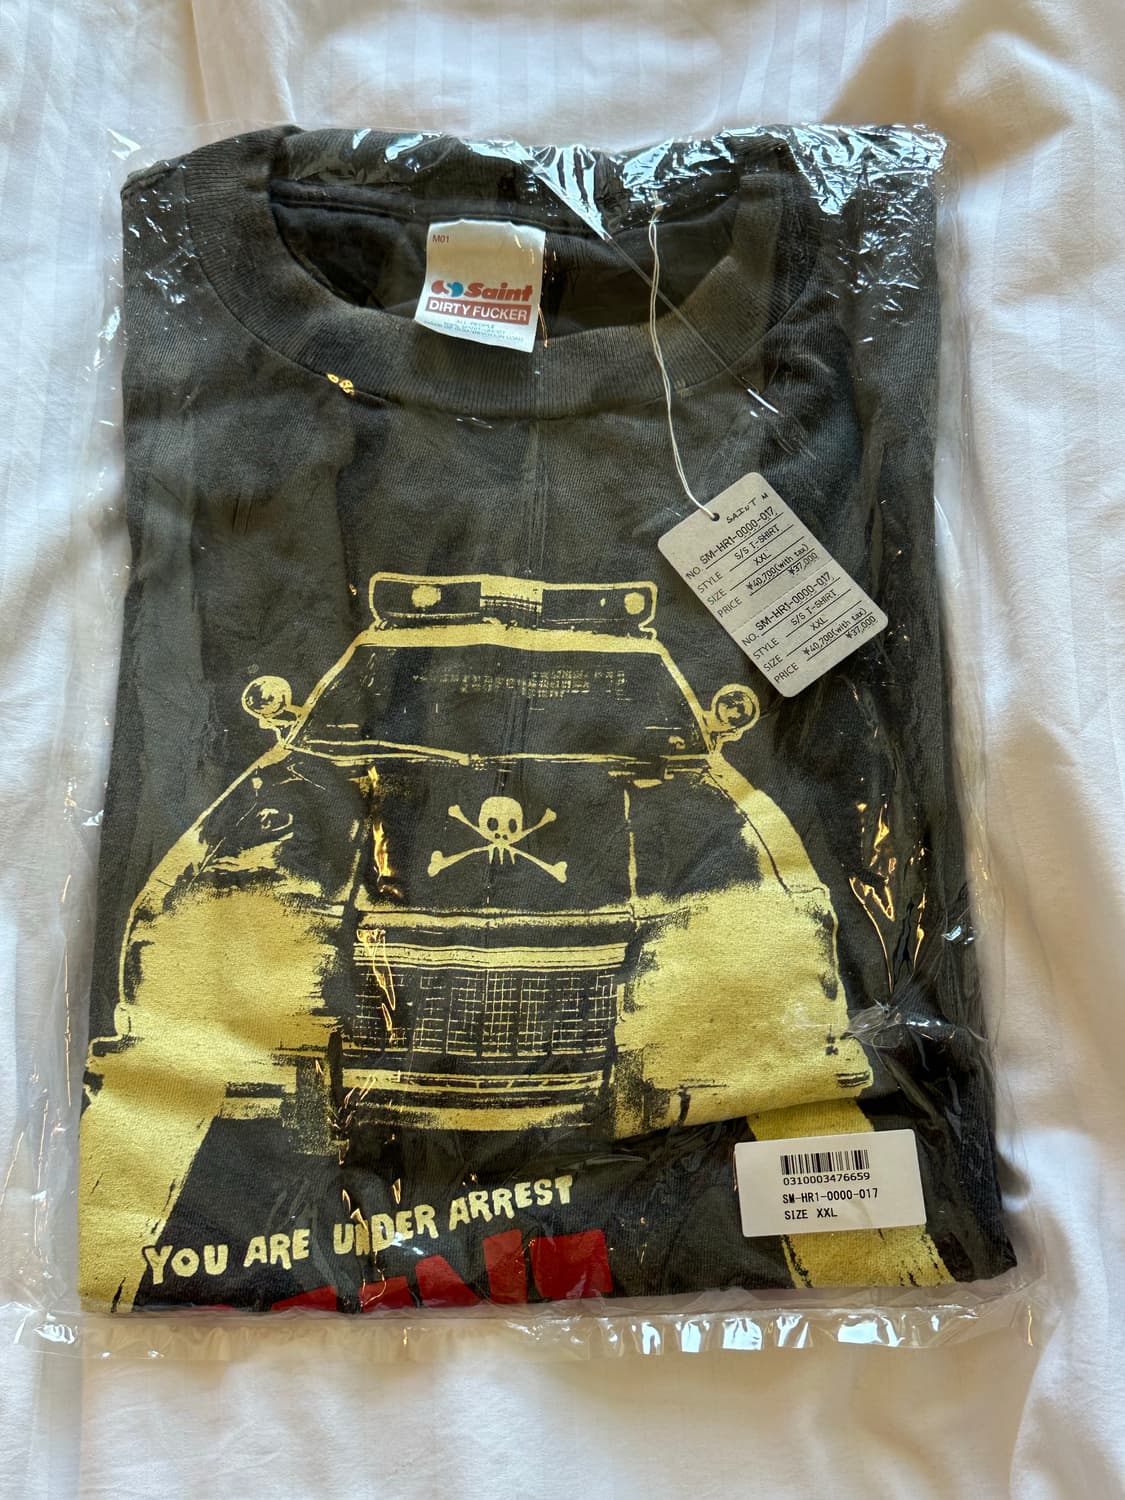 M01
Saint
DIRTY FUCKER
ALL-PEOPLE
SAINT M
NO. SM-HR1-0000-017
STYLE S/S T-SHIRT
SIZE XXL
PRICE ¥40,700(with tax)
¥37,000
NO. SM-HR1-0000-017
STYLE S/S T-SHIRT
SIZE XXL
PRICE ¥40,700(with tax)
¥37,000
0310003476659
SM-HR1-0000-017
SIZE XXL
YOU ARE UNDER ARREST